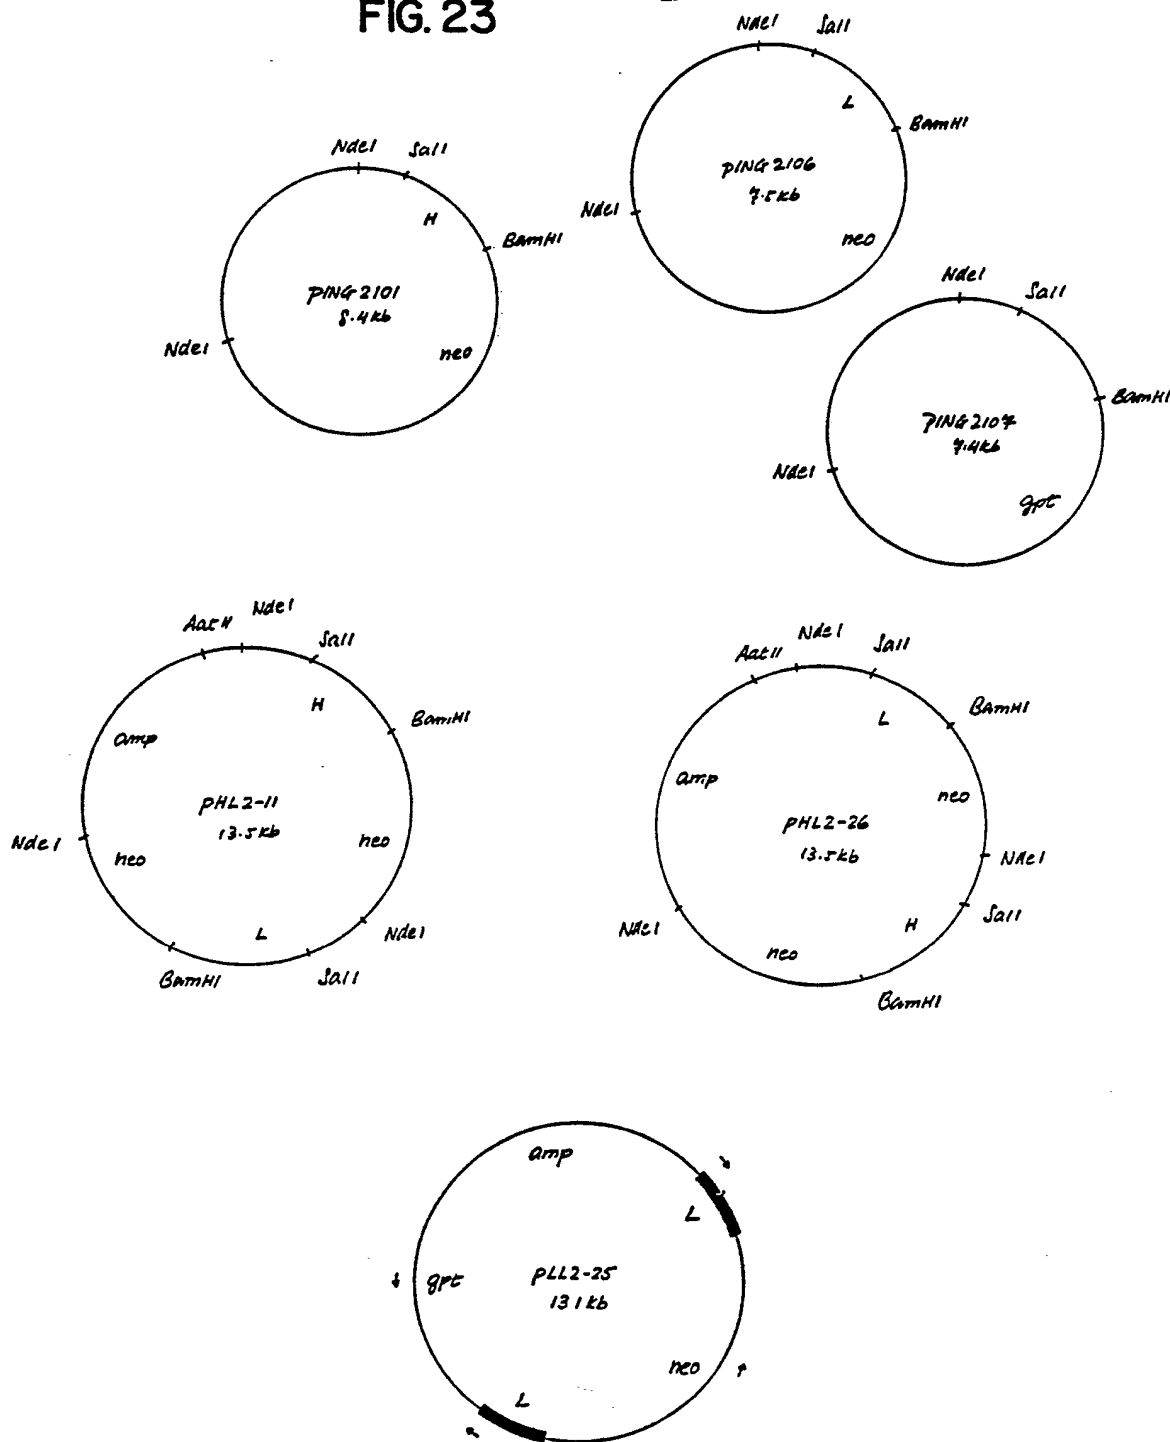 FIG. 23
NdeI
SalI
L
BamHI
pING2106
7.5kb
NdeI
neo
NdeI
SalI
H
BamHI
pING2101
8.4kb
NdeI
neo
NdeI
SalI
BamHI
pING2107
7.4kb
NdeI
gpt
AatII
NdeI
SalI
H
BamHI
amp
pHL2-11
13.5kb
NdeI
neo
neo
L
NdeI
BamHI
SalI
AatII
NdeI
SalI
L
BamHI
amp
neo
pHL2-26
13.5kb
NdeI
NdeI
SalI
H
neo
BamHI
amp
L
gpt
pLL2-25
13.1kb
neo
L